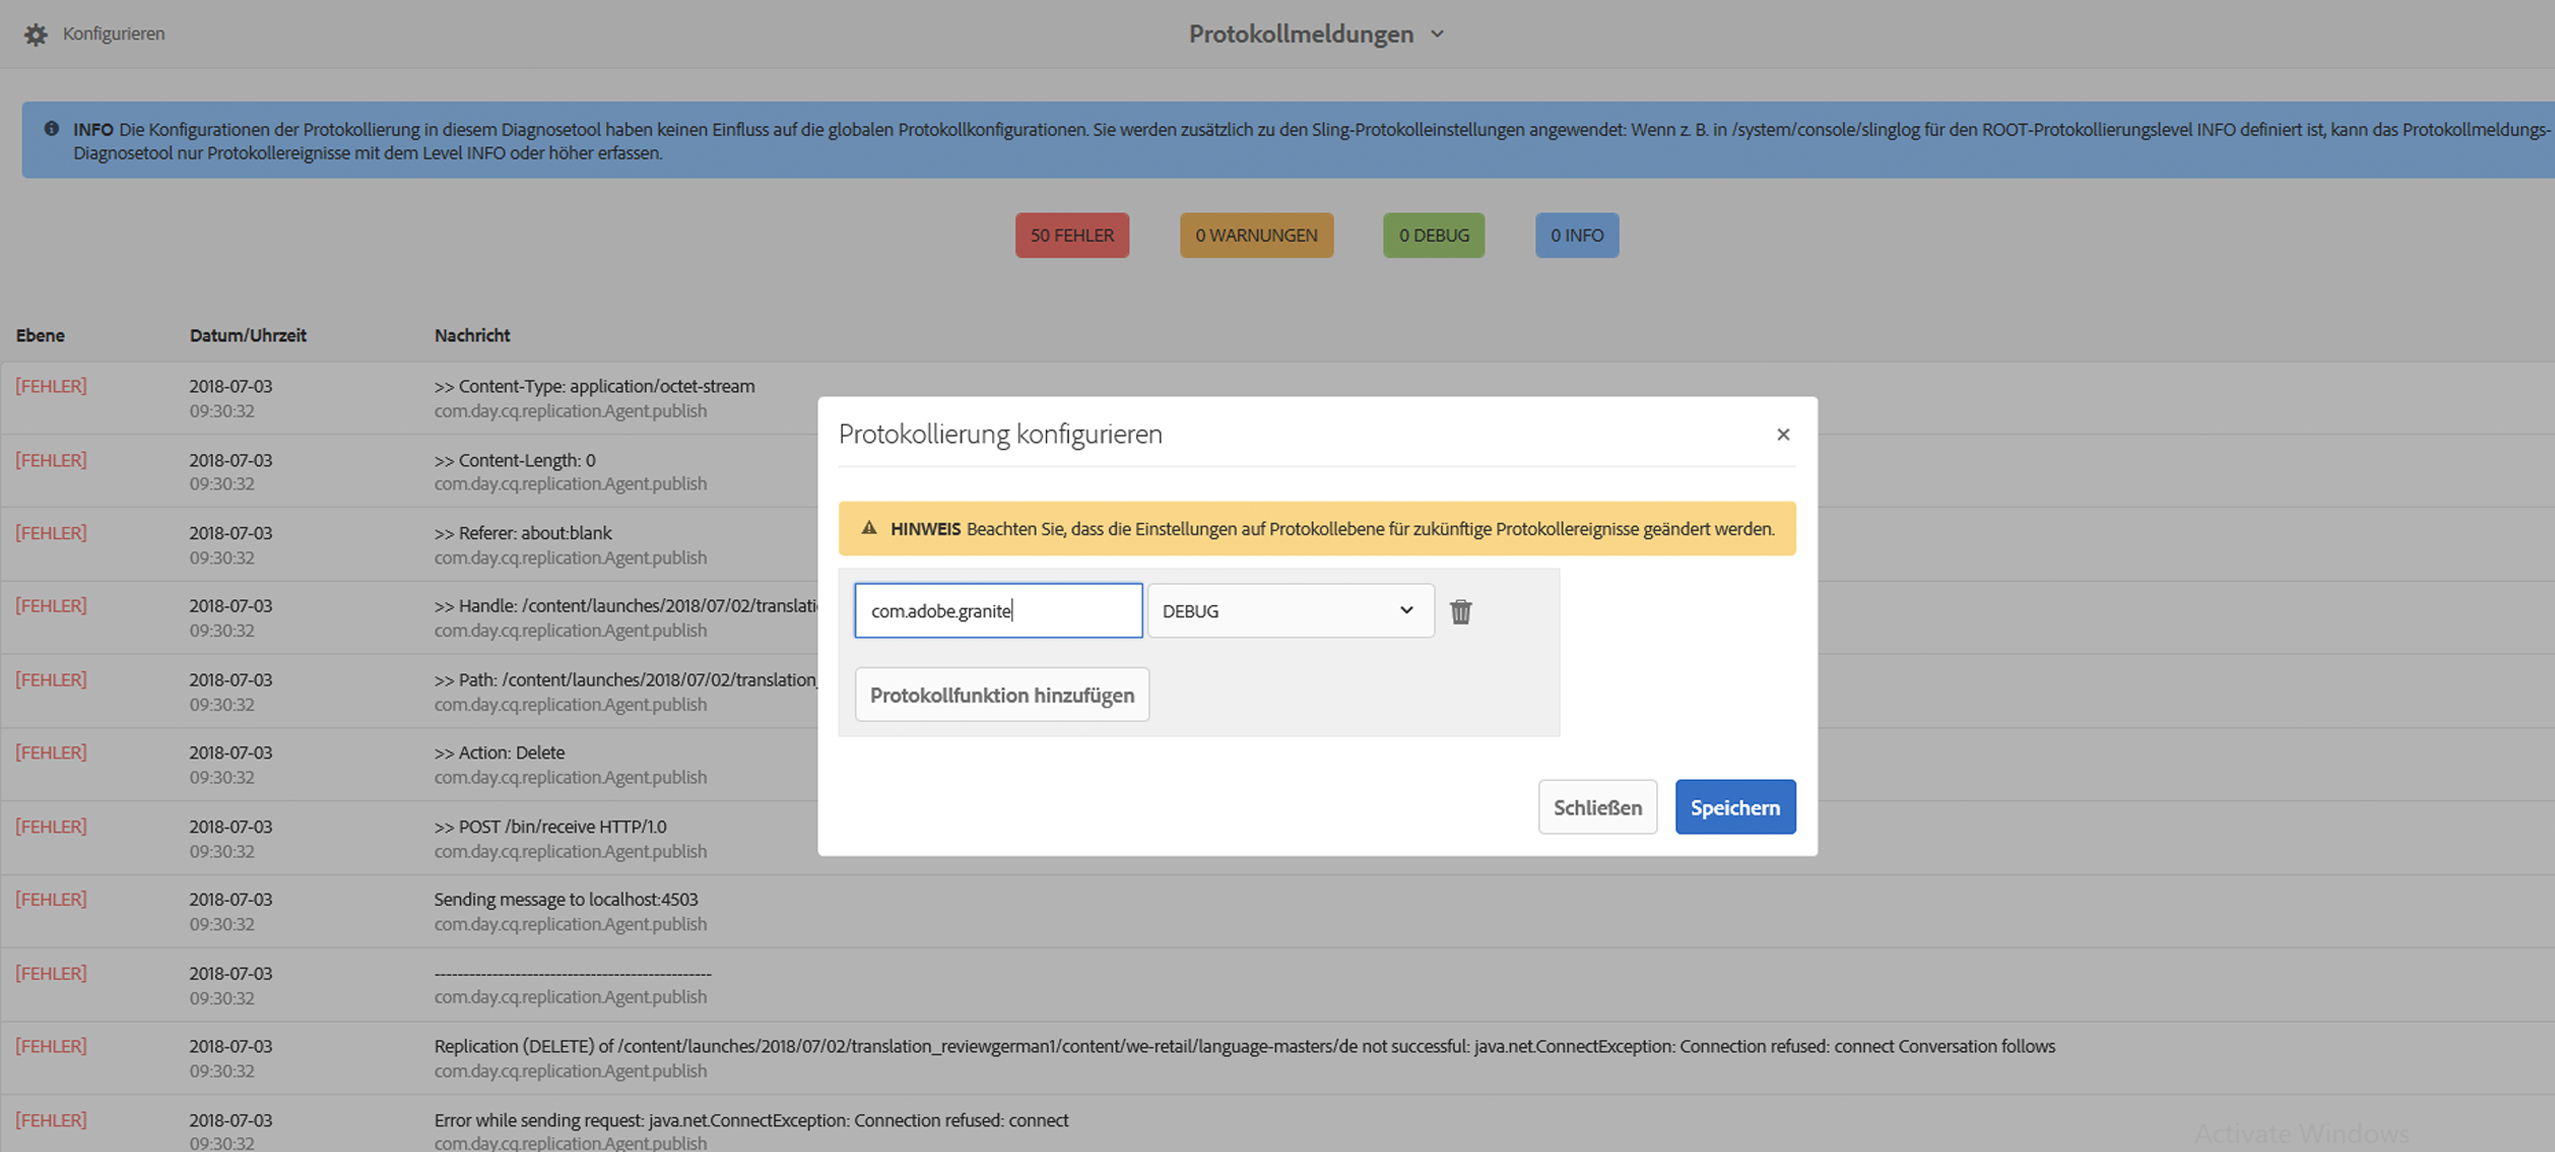 Konfigurieren
Protokollmeldungen
INFO Die Konfigurationen der Protokollierung in diesem Diagnosetool haben keinen Einfluss auf die globalen Protokollkonfigurationen. Sie werden zusätzlich zu den Sling-Protokolleinstellungen angewendet: Wenn z. B. in /system/console/slinglog für den ROOT-Protokollierungslevel INFO definiert ist, kann das Protokollmeldungs-
Diagnosetool nur Protokollereignisse mit dem Level INFO oder höher erfassen.
50 FEHLER 0 WARNUNGEN 0 DEBUG 0 INFO
Ebene Datum/Uhrzeit Nachricht
[FEHLER] 2018-07-03 >> Content-Type: application/octet-stream
09:30:32 com.day.cq.replication.Agent.publish
[FEHLER] 2018-07-03 >> Content-Length: 0
09:30:32 com.day.cq.replication.Agent.publish
[FEHLER] 2018-07-03 >> Referer: about:blank
09:30:32 com.day.cq.replication.Agent.publish
[FEHLER] 2018-07-03 >> Handle: /content/launches/2018/07/02/translati
09:30:32 com.day.cq.replication.Agent.publish
[FEHLER] 2018-07-03 >> Path: /content/launches/2018/07/02/translation_
09:30:32 com.day.cq.replication.Agent.publish
[FEHLER] 2018-07-03 >> Action: Delete
09:30:32 com.day.cq.replication.Agent.publish
[FEHLER] 2018-07-03 >> POST /bin/receive HTTP/1.0
09:30:32 com.day.cq.replication.Agent.publish
[FEHLER] 2018-07-03 Sending message to localhost:4503
09:30:32 com.day.cq.replication.Agent.publish
[FEHLER] 2018-07-03 ------------------------------------------------
09:30:32 com.day.cq.replication.Agent.publish
[FEHLER] 2018-07-03 Replication (DELETE) of /content/launches/2018/07/02/translation_reviewgerman1/content/we-retail/language-masters/de not successful: java.net.ConnectException: Connection refused: connect Conversation follows
09:30:32 com.day.cq.replication.Agent.publish
[FEHLER] 2018-07-03 Error while sending request: java.net.ConnectException: Connection refused: connect
09:30:32 com.day.cq.replication.Agent.publish
Protokollierung konfigurieren
HINWEIS Beachten Sie, dass die Einstellungen auf Protokollebene für zukünftige Protokollereignisse geändert werden.
com.adobe.granite DEBUG
Protokollfunktion hinzufügen
Schließen Speichern
Activate Windows